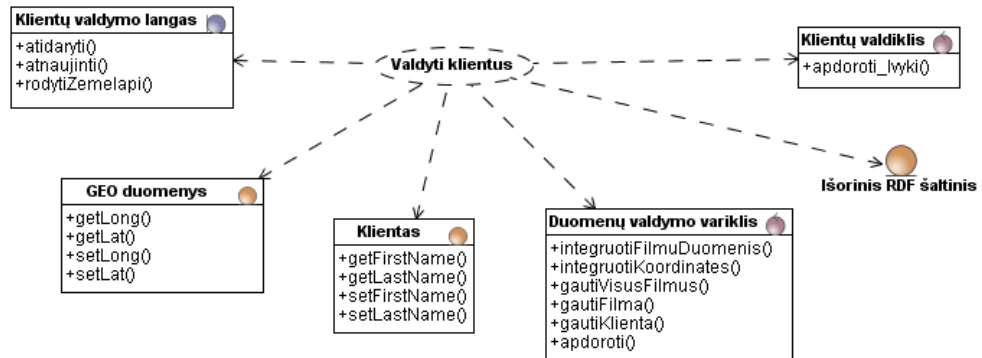 Klientų valdymo langas
+atidaryti()
+atnaujinti()
+rodytiZemelapi()
Valdyti klientus
Klientų valdiklis
+apdoroti_Ivyki()
Išorinis RDF šaltinis
GEO duomenys
+getLong()
+getLat()
+setLong()
+setLat()
Klientas
+getFirstName()
+getLastName()
+setFirstName()
+setLastName()
Duomenų valdymo variklis
+integruotiFilmuDuomenis()
+integruotiKoordinates()
+gautiVisusFilmus()
+gautiFilma()
+gautiKlienta()
+apdoroti()